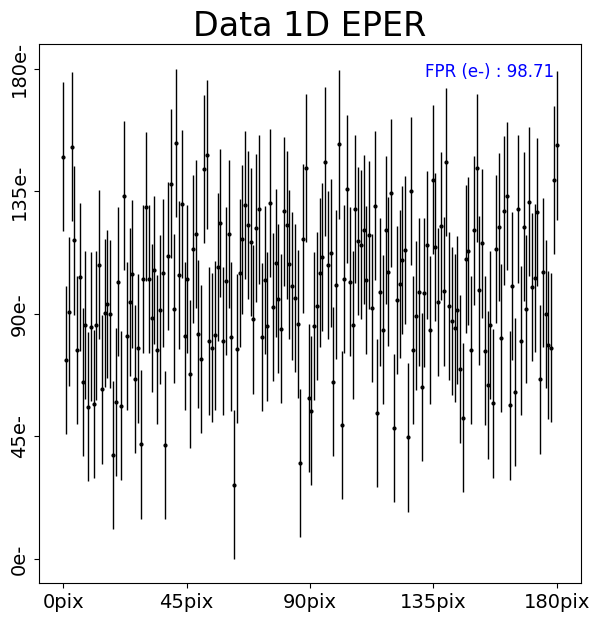 Data 1D EPER
FPR (e-) : 98.71
180e-
135e-
90e-
45e-
0e-
0pix 45pix 90pix 135pix 180pix